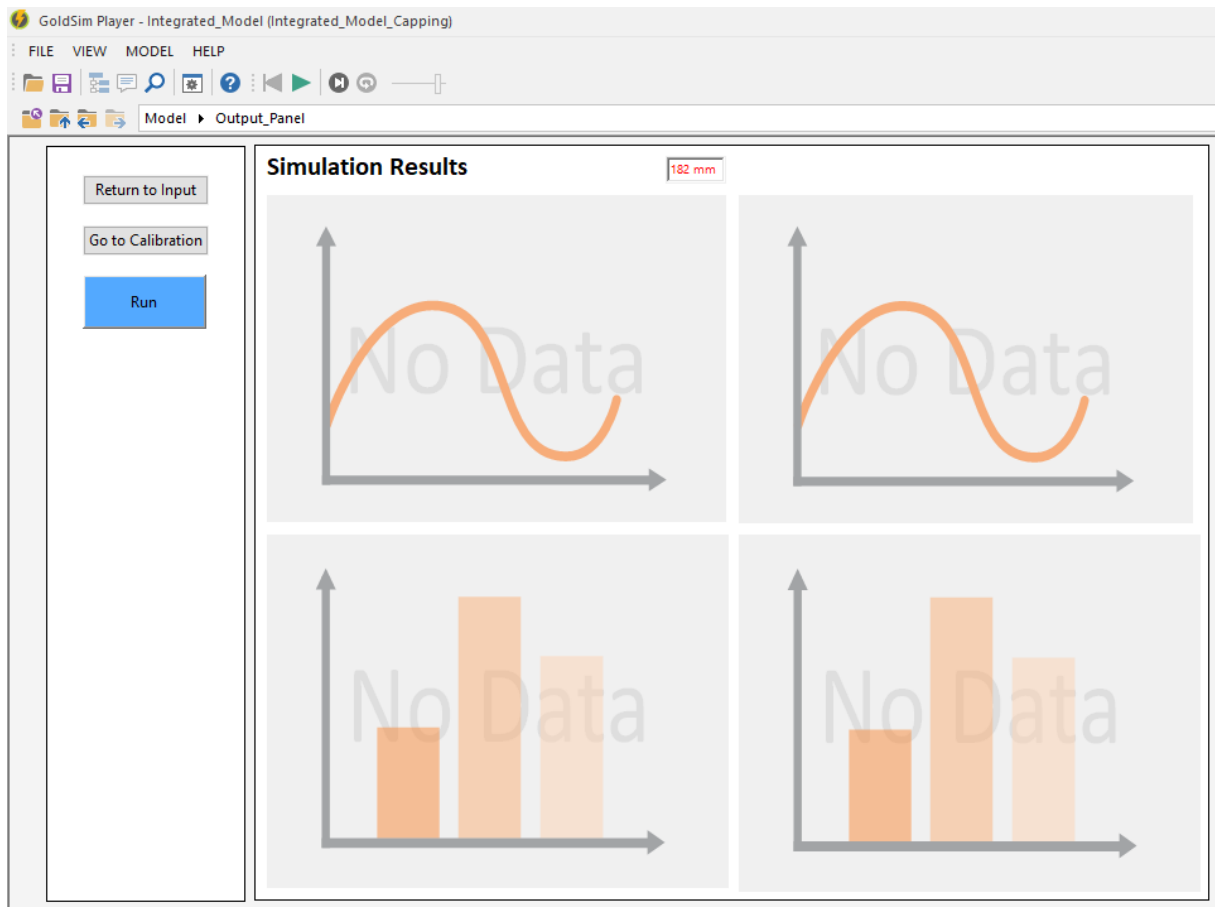 GoldSim Player - Integrated_Model (Integrated_Model_Capping)
FILE VIEW MODEL HELP
Model Output_Panel
Return to Input
Go to Calibration
Run
Simulation Results 182 mm
No Data No Data
No Data No Data